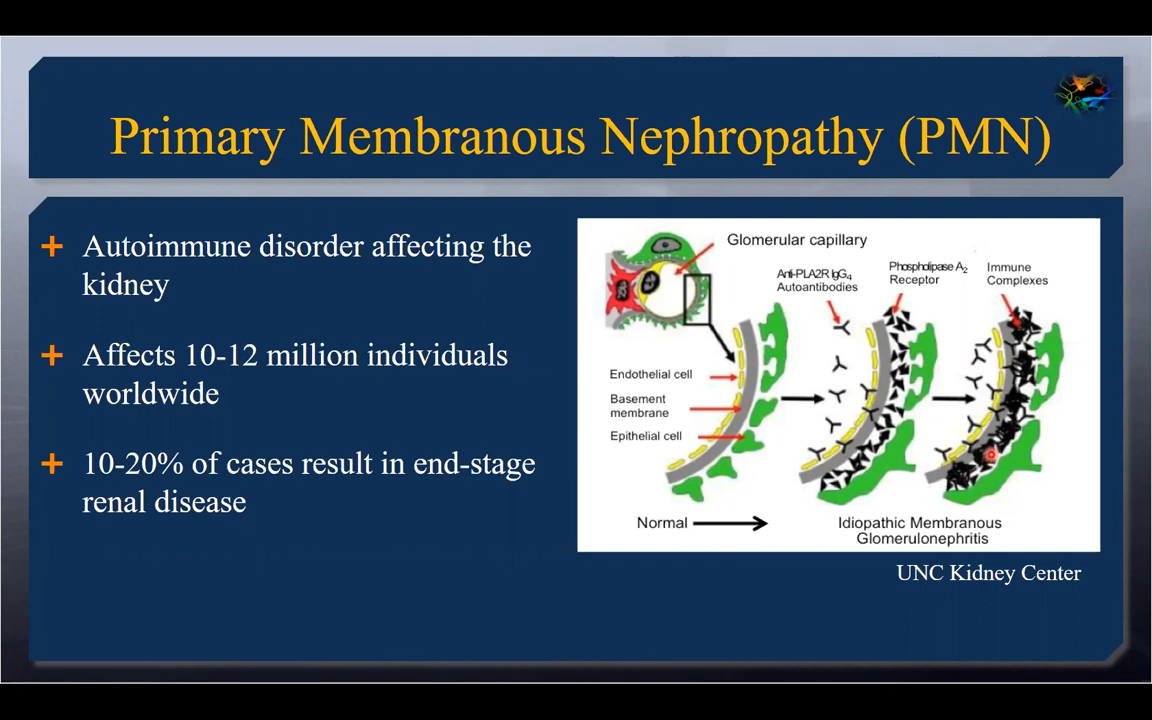 Primary Membranous Nephropathy (PMN)
+ Autoimmune disorder affecting the
kidney
+ Affects 10-12 million individuals
worldwide
+ 10-20% of cases result in end-stage
renal disease
Glomerular capillary
Anti-PLA2R IgG4
Autoantibodies
Phospholipase A2
Receptor
Immune
Complexes
Endothelial cell
Basement
membrane
Epithelial cell
Normal
Idiopathic Membranous
Glomerulonephritis
UNC Kidney Center